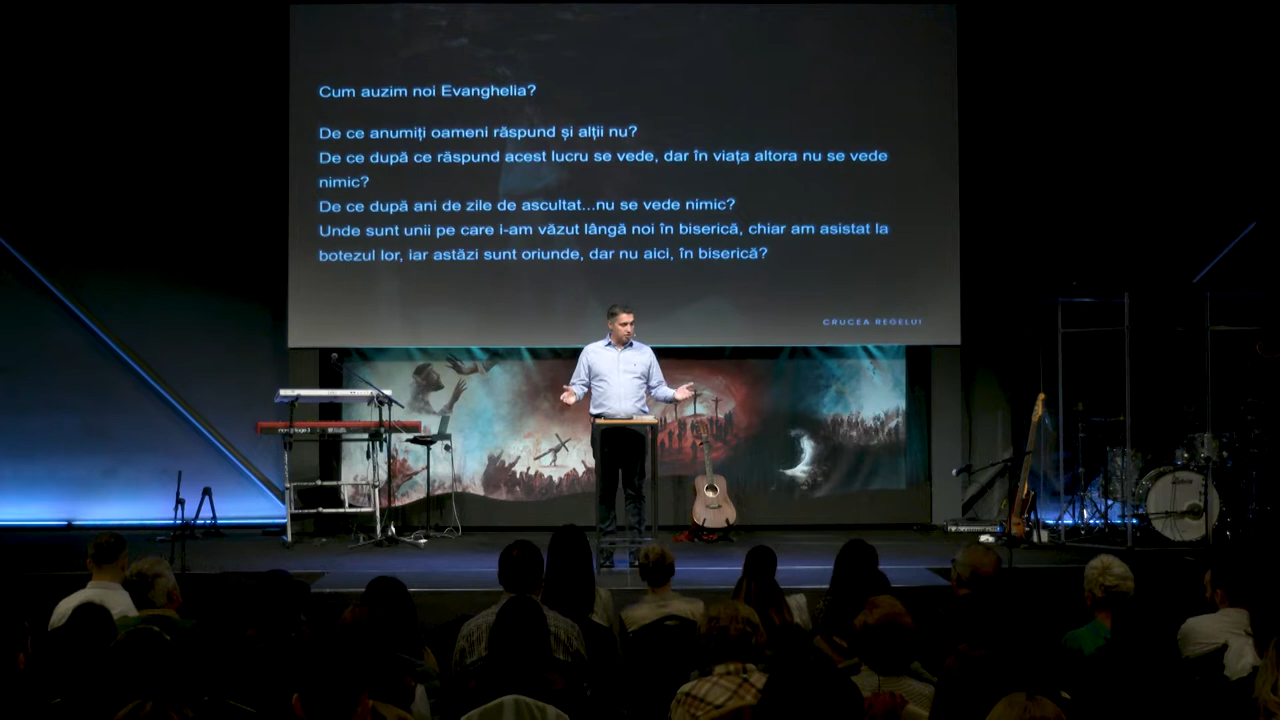 Cum auzim noi Evanghelia?
De ce anumiți oameni răspund și alții nu?
De ce după ce răspund acest lucru se vede, dar în viața altora nu se vede
nimic?
De ce după ani de zile de ascultat...nu se vede nimic?
Unde sunt unii pe care i-am văzut lângă noi în biserică, chiar am asistat la
botezul lor, iar astăzi sunt oriunde, dar nu aici, în biserică?
CRUCEA REGELUI